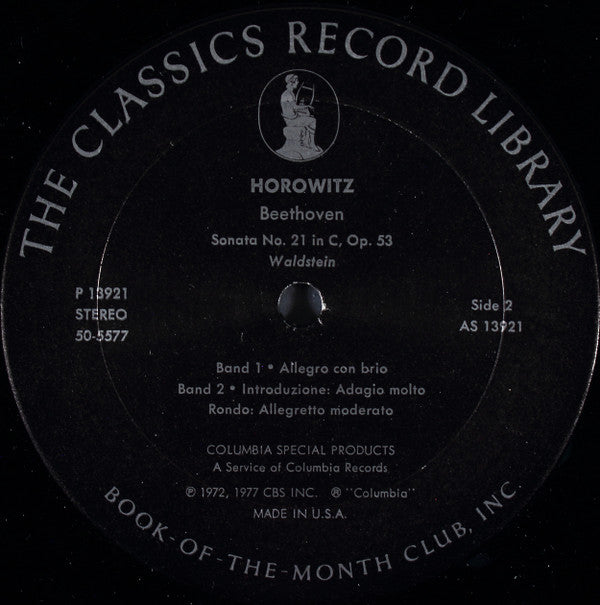 THE CLASSICS RECORD LIBRARY
HOROWITZ
Beethoven
Sonata No. 21 in C, Op. 53
Waldstein
P 13921
STEREO
50-5577
Side 2
AS 13921
Band 1 • Allegro con brio
Band 2 • Introduzione: Adagio molto
Rondo: Allegretto moderato
COLUMBIA SPECIAL PRODUCTS
A Service of Columbia Records
℗ 1972, 1977 CBS INC. ® "Columbia"
MADE IN U.S.A.
BOOK-OF-THE-MONTH CLUB, INC.